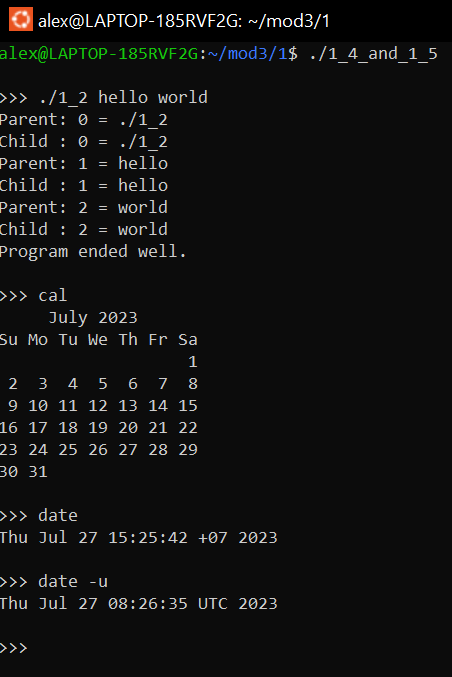 alex@LAPTOP-185RVF2G: ~/mod3/1
alex@LAPTOP-185RVF2G:~/mod3/1$ ./1_4_and_1_5
>>> ./1_2 hello world
Parent: 0 = ./1_2
Child : 0 = ./1_2
Parent: 1 = hello
Child : 1 = hello
Parent: 2 = world
Child : 2 = world
Program ended well.
>>> cal
     July 2023
Su Mo Tu We Th Fr Sa
                   1
 2  3  4  5  6  7  8
 9 10 11 12 13 14 15
16 17 18 19 20 21 22
23 24 25 26 27 28 29
30 31
>>> date
Thu Jul 27 15:25:42 +07 2023
>>> date -u
Thu Jul 27 08:26:35 UTC 2023
>>>